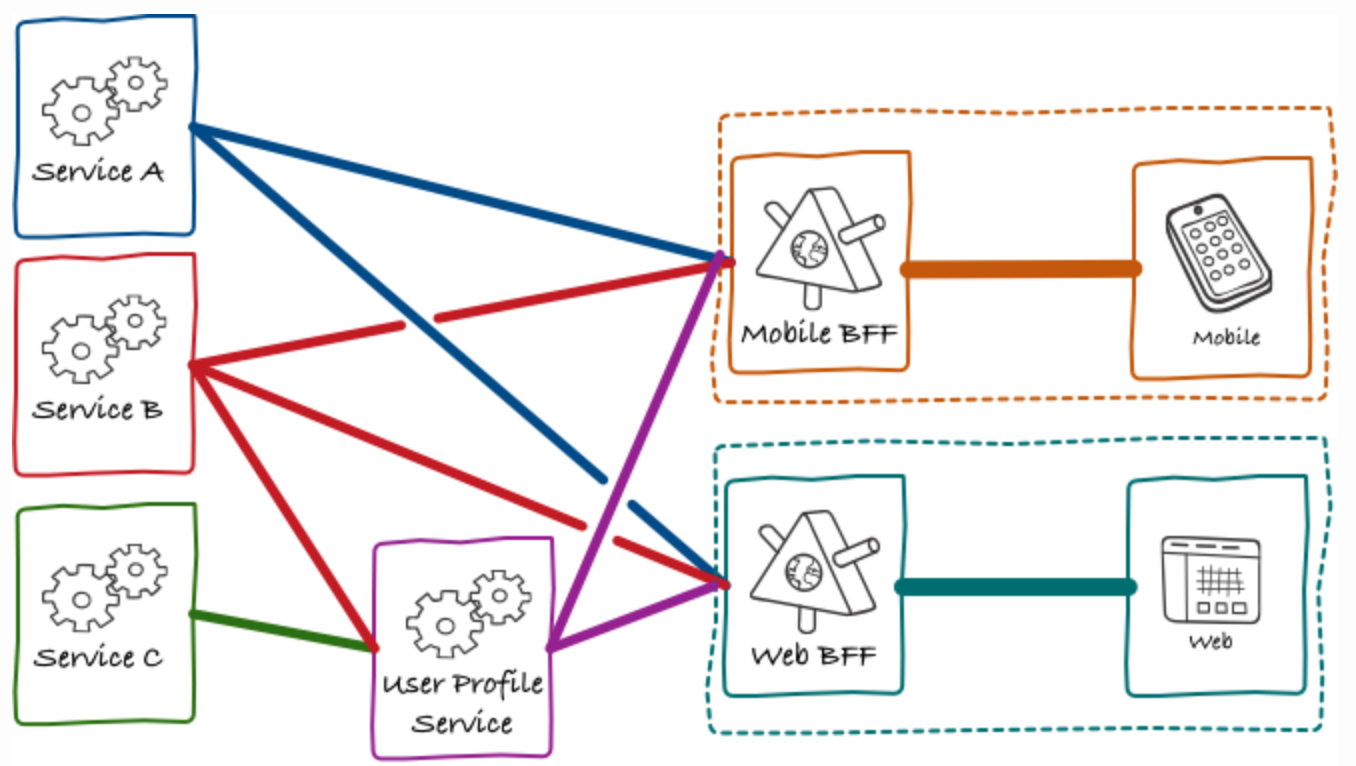 Service A
Service B
Service C
User Profile
Service
Mobile BFF
Mobile
Web BFF
Web